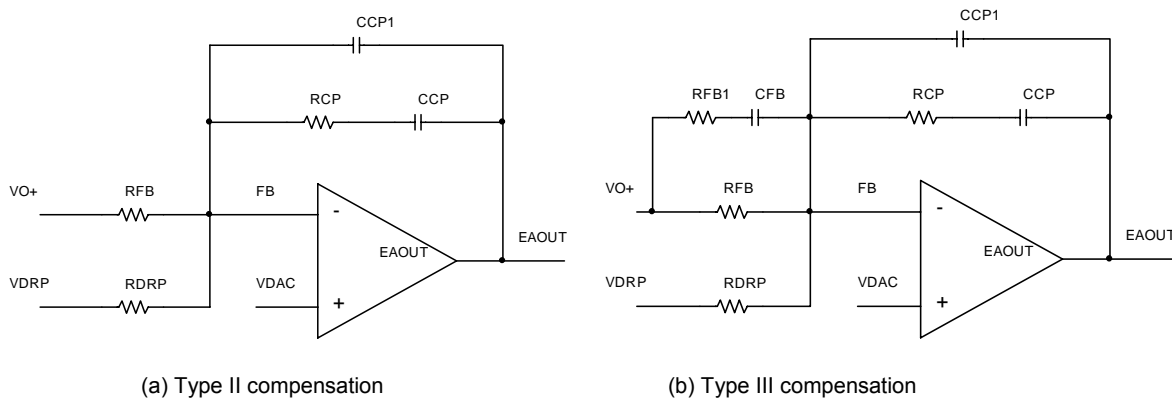 CCP1
RCP
CCP
VO+
RFB
FB
-
EAOUT
EAOUT
VDRP
RDRP
VDAC
+
(a) Type II compensation
CCP1
RFB1
CFB
RCP
CCP
VO+
RFB
FB
-
EAOUT
EAOUT
VDRP
RDRP
VDAC
+
(b) Type III compensation